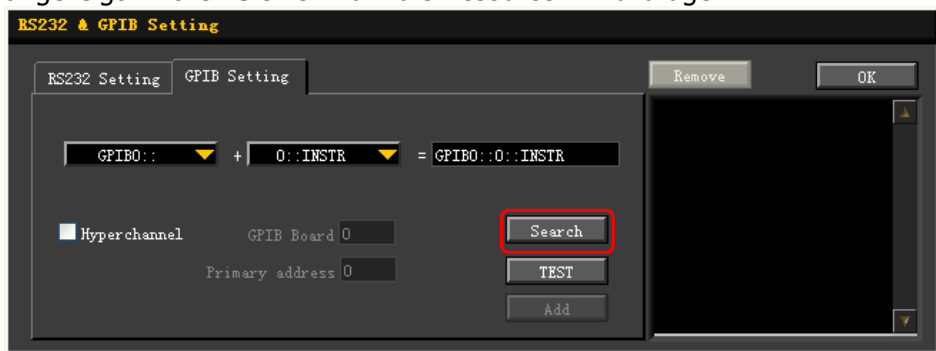 RS232 & GPIB Setting
RS232 Setting GPIB Setting
Remove OK
GPIB0:: + 0::INSTR = GPIB0::0::INSTR
Hyperchannel GPIB Board 0 Search
Primary address 0 TEST
Add